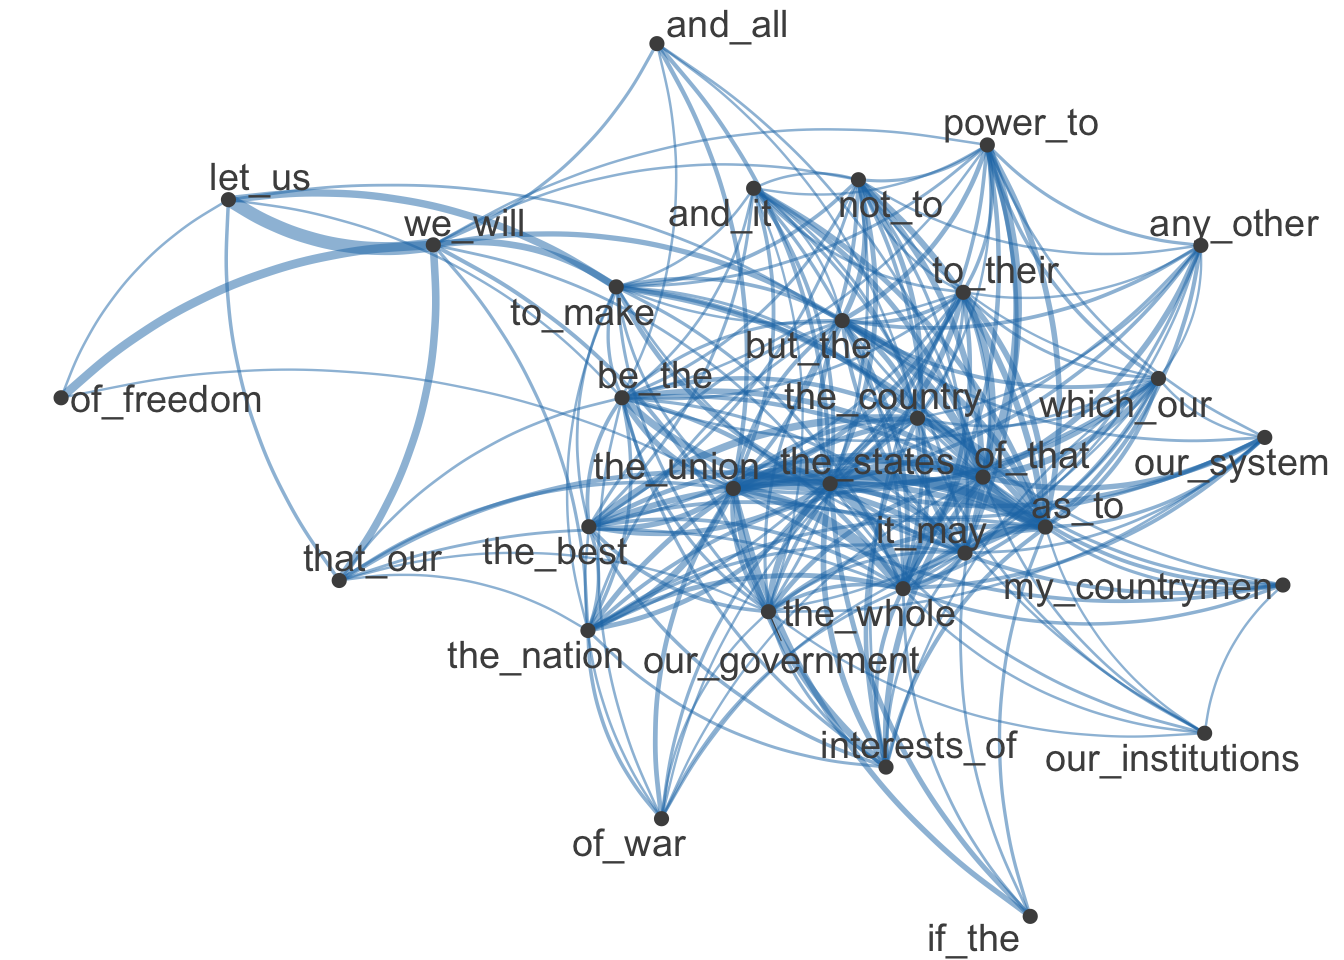 and_all
power_to
let_us
and_it
not_to
we_will
any_other
to_their
to_make
but_the
be_the
the_country
of_freedom
which_our
the_union
the_states
of_that
our_system
as_to
it_may
the_best
that_our
my_countrymen
the_whole
the_nation
our_government
interests_of
our_institutions
of_war
if_the